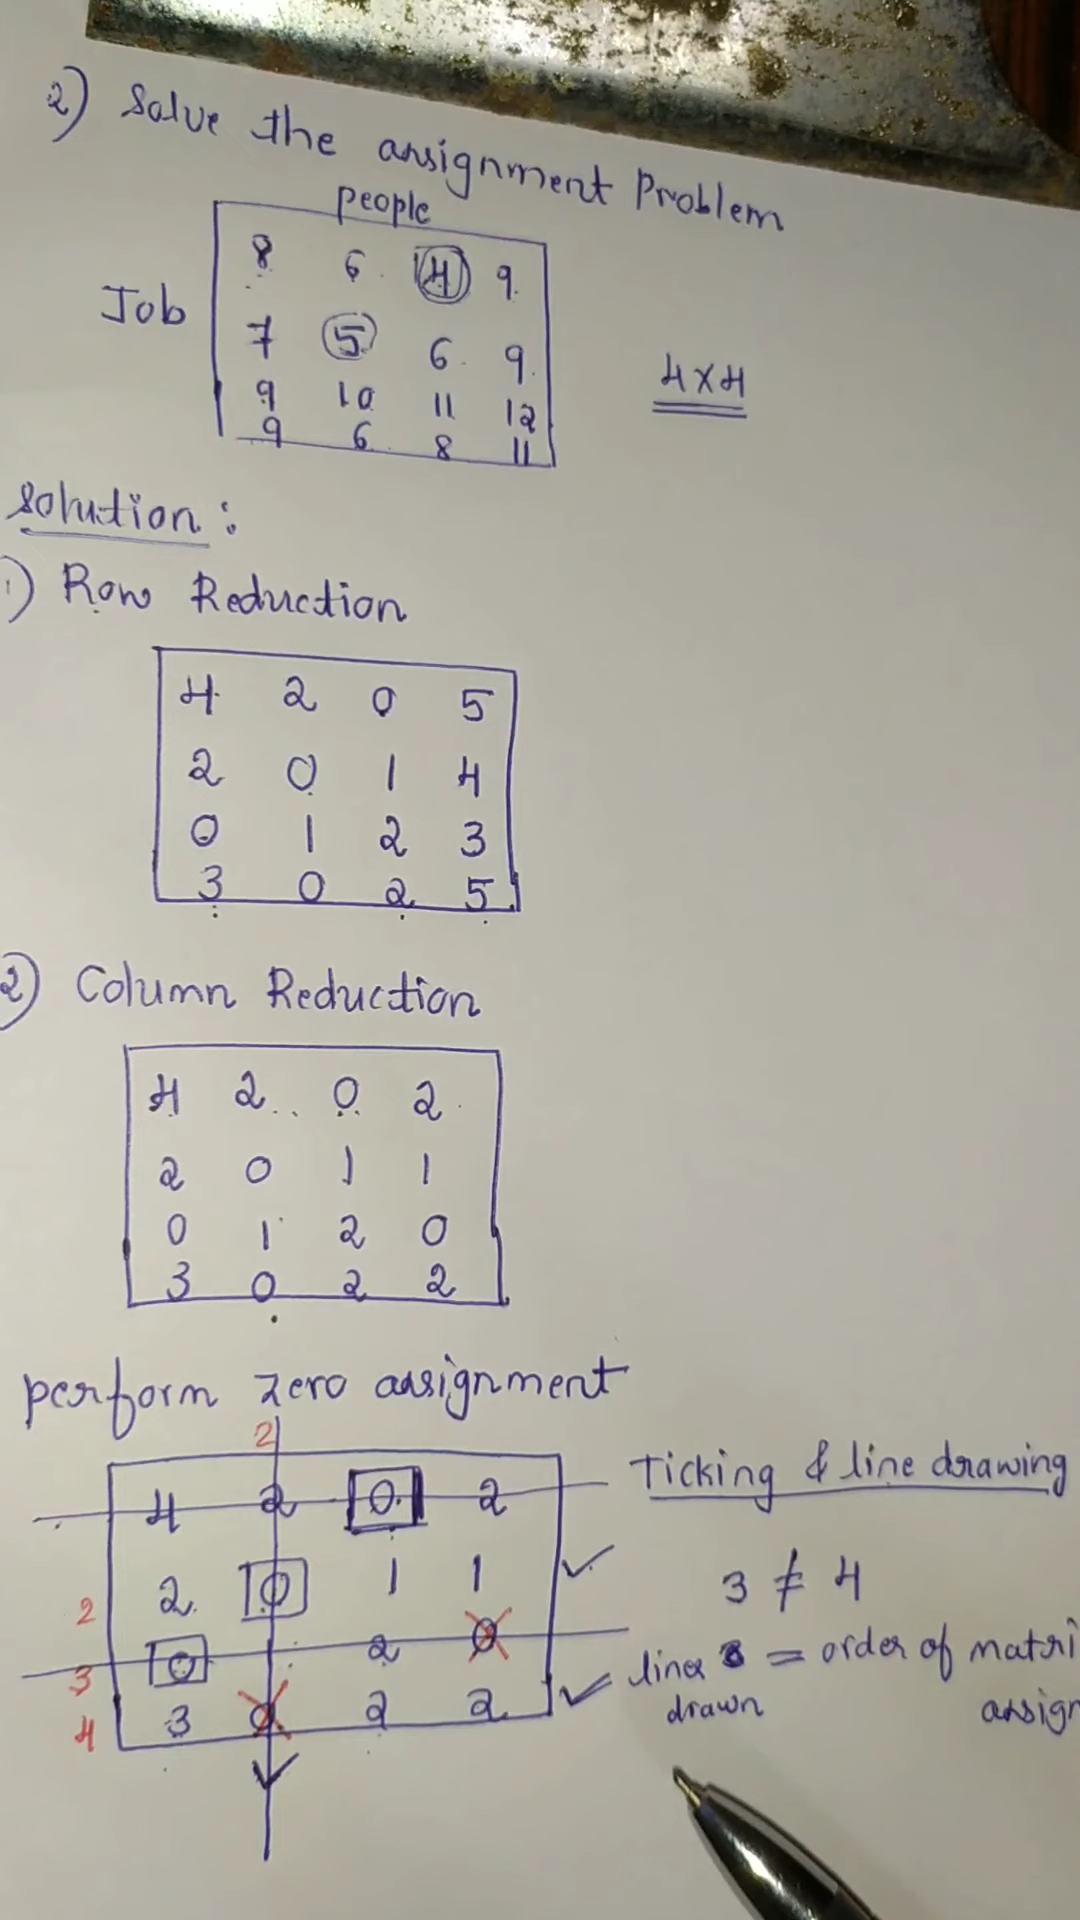 2) Solve the assignment Problem
people
Job
8 6 4 9
7 5 6 9
9 10 11 12
9 6 8 11
4x4
Solution :
1) Row Reduction
4 2 0 5
2 0 1 4
0 1 2 3
3 0 2 5
2) Column Reduction
4 2 0 2
2 0 1 1
0 1 2 0
3 0 2 2
perform zero assignment
2
4 2 0 2
2 2 0 1 1
3 0 2 0
4 3 0 2 2
Ticking & line drawing
3 ≠ 4
lines = order of matri
drawn assign